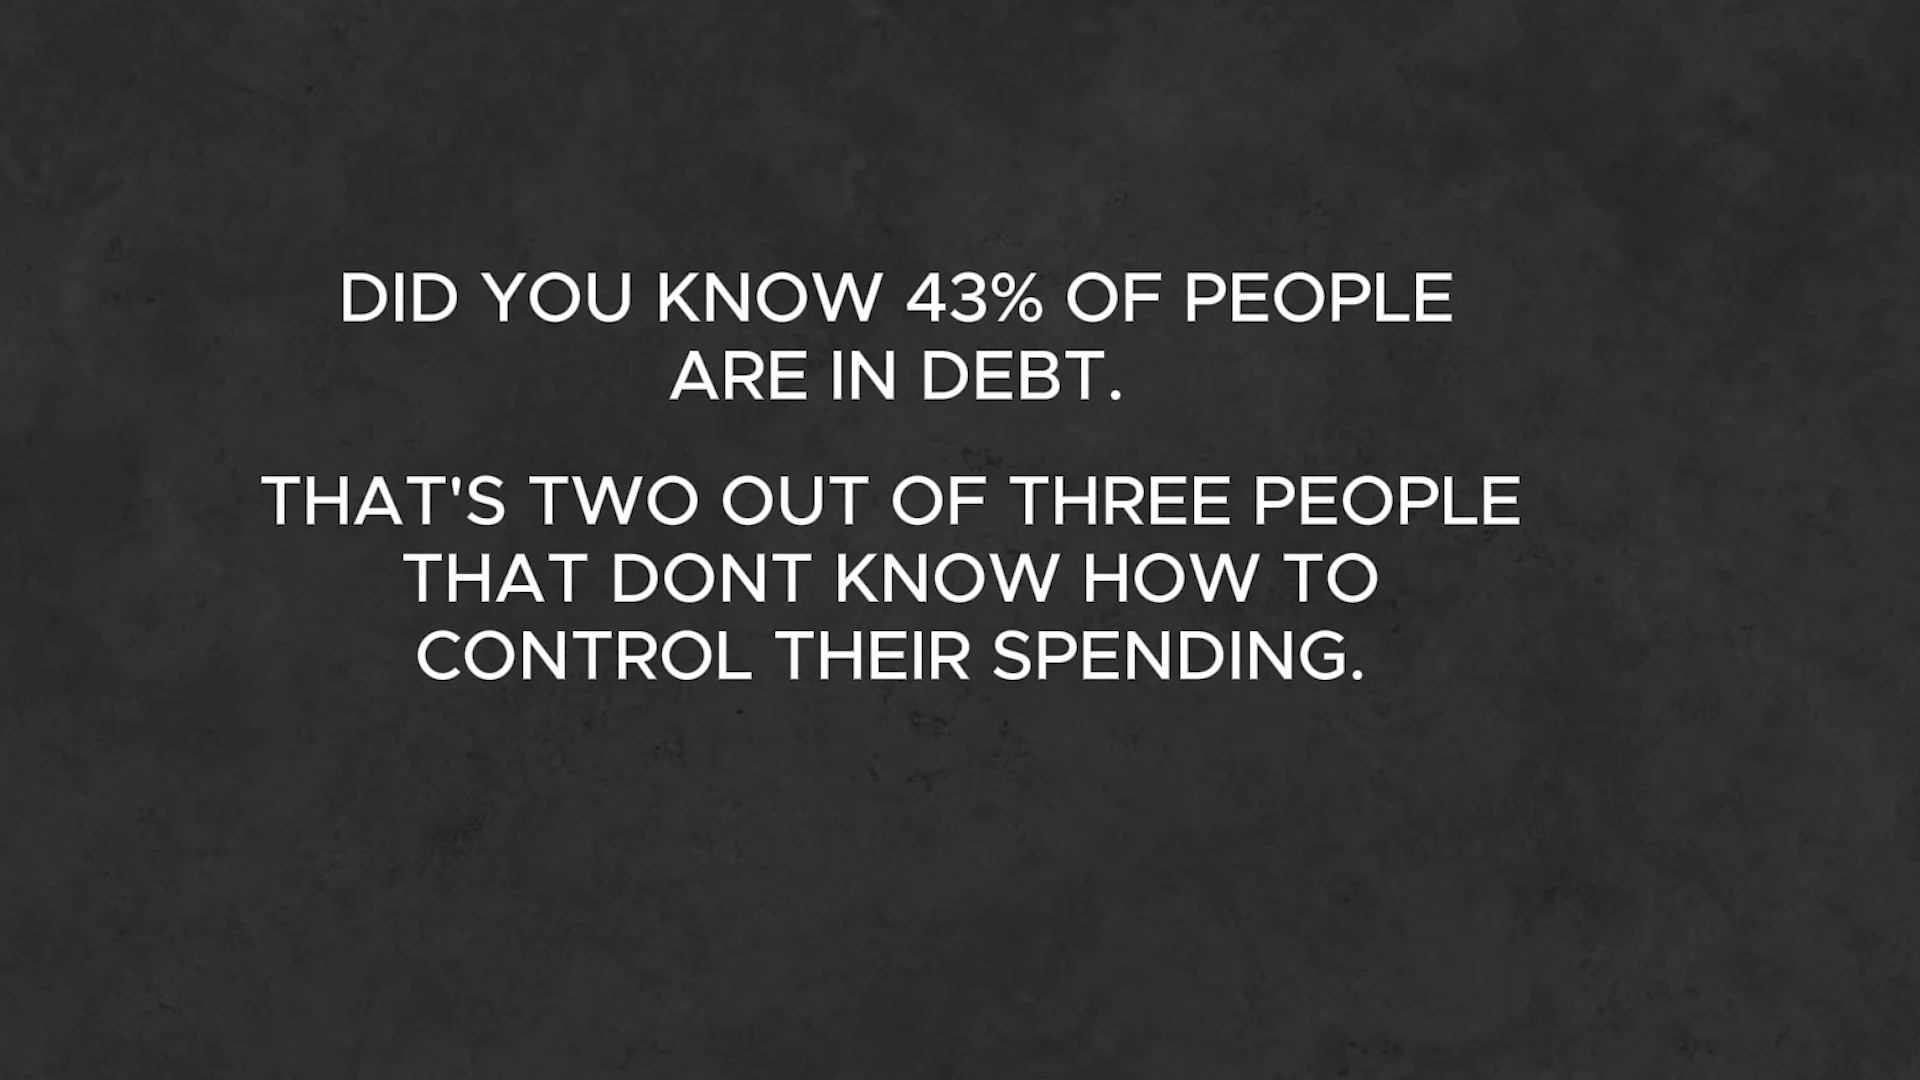 DID YOU KNOW 43% OF PEOPLE
ARE IN DEBT.
THAT'S TWO OUT OF THREE PEOPLE
THAT DONT KNOW HOW TO
CONTROL THEIR SPENDING.